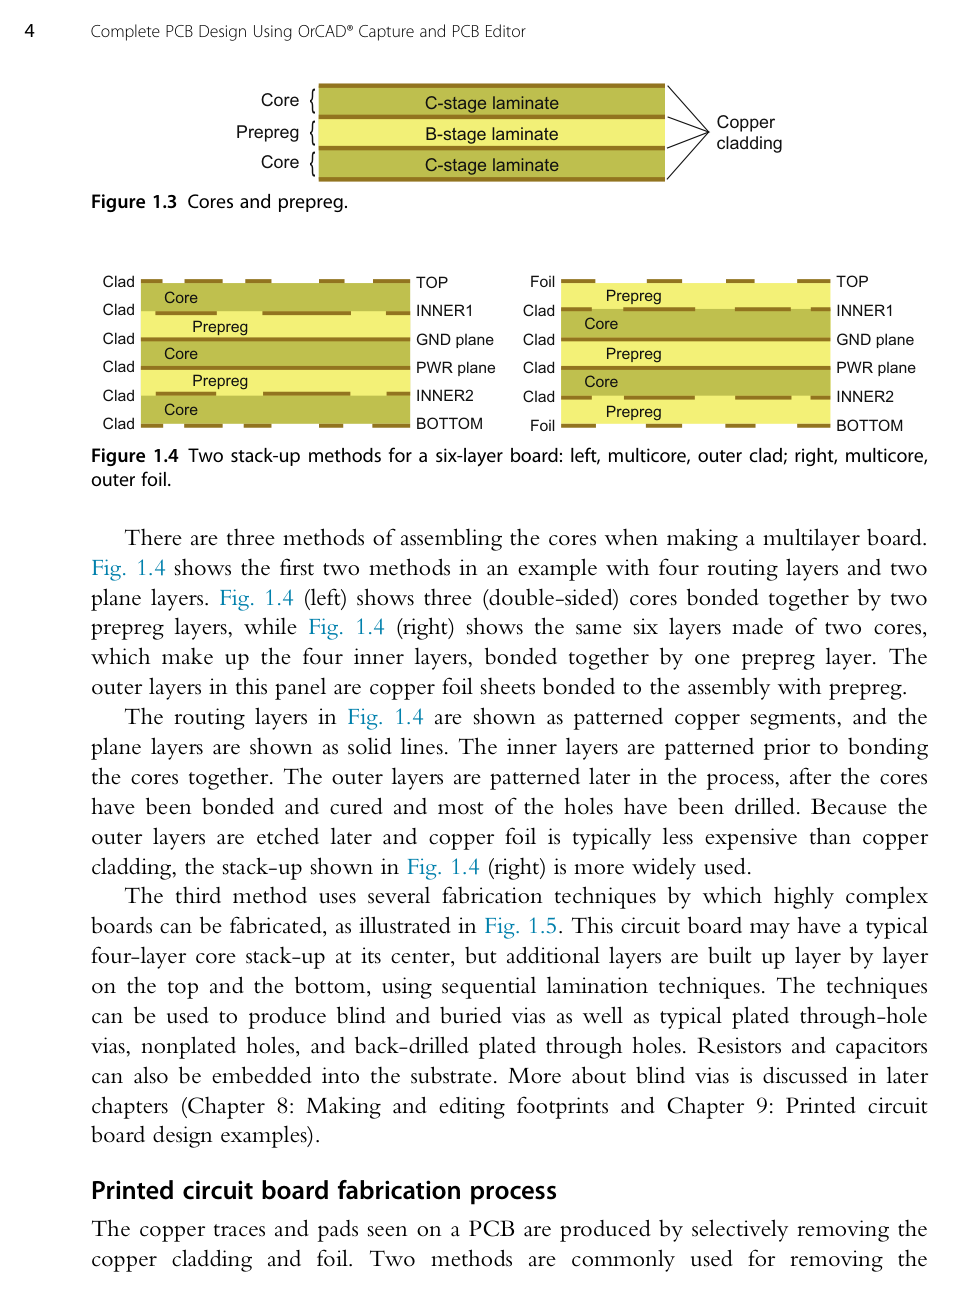 4 Complete PCB Design Using OrCAD® Capture and PCB Editor
Core { C-stage laminate
Prepreg { B-stage laminate
Core { C-stage laminate
Copper
cladding
Figure 1.3 Cores and prepreg.
Clad TOP
Core
Clad INNER1
Prepreg
Clad GND plane
Core
Clad PWR plane
Prepreg
Clad INNER2
Core
Clad BOTTOM
Foil TOP
Prepreg
Clad INNER1
Core
Clad GND plane
Prepreg
Clad PWR plane
Core
Clad INNER2
Prepreg
Foil BOTTOM
Figure 1.4 Two stack-up methods for a six-layer board: left, multicore, outer clad; right, multicore,
outer foil.
There are three methods of assembling the cores when making a multilayer board.
Fig. 1.4 shows the first two methods in an example with four routing layers and two
plane layers. Fig. 1.4 (left) shows three (double-sided) cores bonded together by two
prepreg layers, while Fig. 1.4 (right) shows the same six layers made of two cores,
which make up the four inner layers, bonded together by one prepreg layer. The
outer layers in this panel are copper foil sheets bonded to the assembly with prepreg.
The routing layers in Fig. 1.4 are shown as patterned copper segments, and the
plane layers are shown as solid lines. The inner layers are patterned prior to bonding
the cores together. The outer layers are patterned later in the process, after the cores
have been bonded and cured and most of the holes have been drilled. Because the
outer layers are etched later and copper foil is typically less expensive than copper
cladding, the stack-up shown in Fig. 1.4 (right) is more widely used.
The third method uses several fabrication techniques by which highly complex
boards can be fabricated, as illustrated in Fig. 1.5. This circuit board may have a typical
four-layer core stack-up at its center, but additional layers are built up layer by layer
on the top and the bottom, using sequential lamination techniques. The techniques
can be used to produce blind and buried vias as well as typical plated through-hole
vias, nonplated holes, and back-drilled plated through holes. Resistors and capacitors
can also be embedded into the substrate. More about blind vias is discussed in later
chapters (Chapter 8: Making and editing footprints and Chapter 9: Printed circuit
board design examples).
Printed circuit board fabrication process
The copper traces and pads seen on a PCB are produced by selectively removing the
copper cladding and foil. Two methods are commonly used for removing the